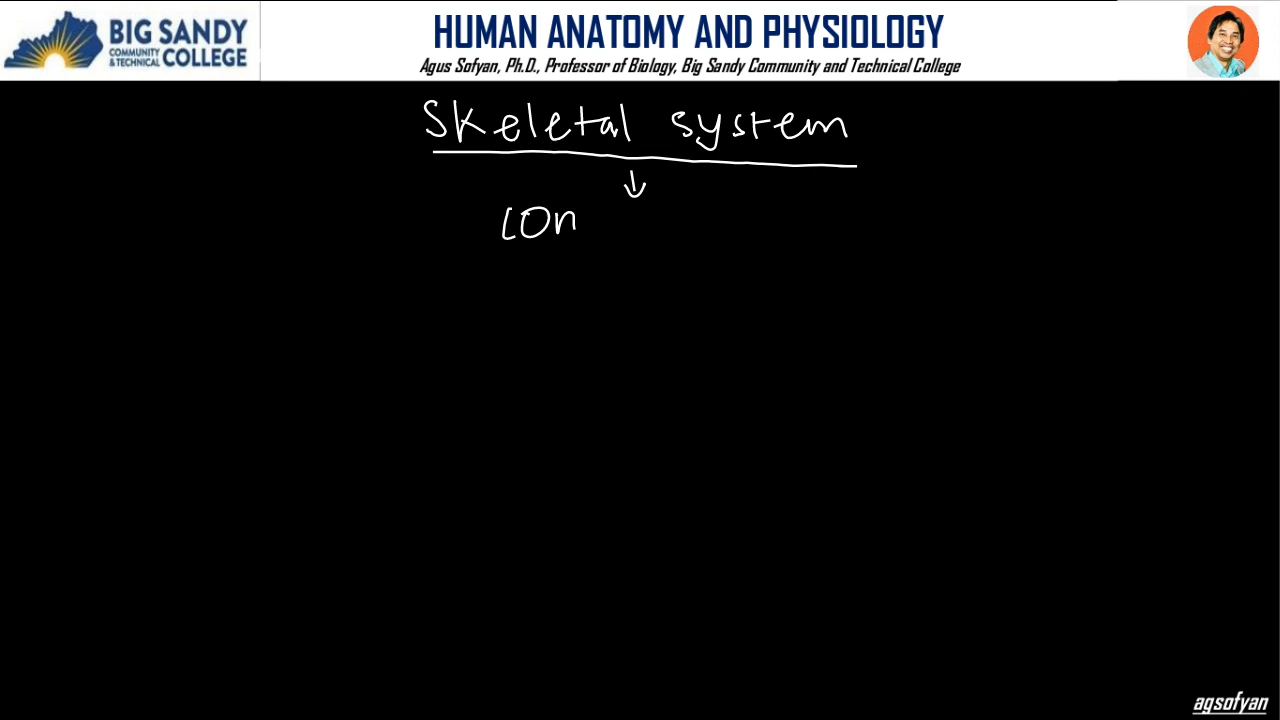 BIG SANDY
COMMUNITY
& TECHNICAL COLLEGE
HUMAN ANATOMY AND PHYSIOLOGY
Agus Sofyan, Ph.D., Professor of Biology, Big Sandy Community and Technical College
Skeletal system
↓
Con
agsofyan